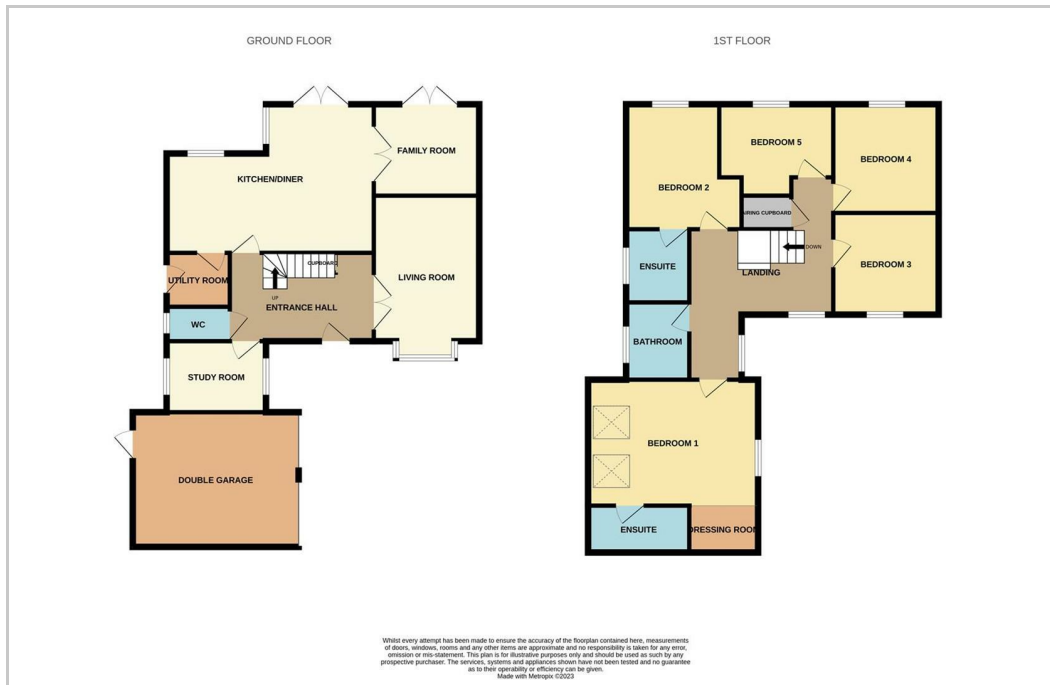 GROUND FLOOR
KITCHEN/DINER
FAMILY ROOM
UTILITY ROOM
CUPBOARD
UP
ENTRANCE HALL
LIVING ROOM
WC
STUDY ROOM
DOUBLE GARAGE
1ST FLOOR
BEDROOM 2
BEDROOM 5
BEDROOM 4
AIRING CUPBOARD
DOWN
LANDING
BEDROOM 3
ENSUITE
BATHROOM
BEDROOM 1
ENSUITE
DRESSING ROOM
Whilst every attempt has been made to ensure the accuracy of the floorplan contained here, measurements
of doors, windows, rooms and any other items are approximate and no responsibility is taken for any error,
omission or mis-statement. This plan is for illustrative purposes only and should be used as such by any
prospective purchaser. The services, systems and appliances shown have not been tested and no guarantee
as to their operability or efficiency can be given.
Made with Metropix ©2023